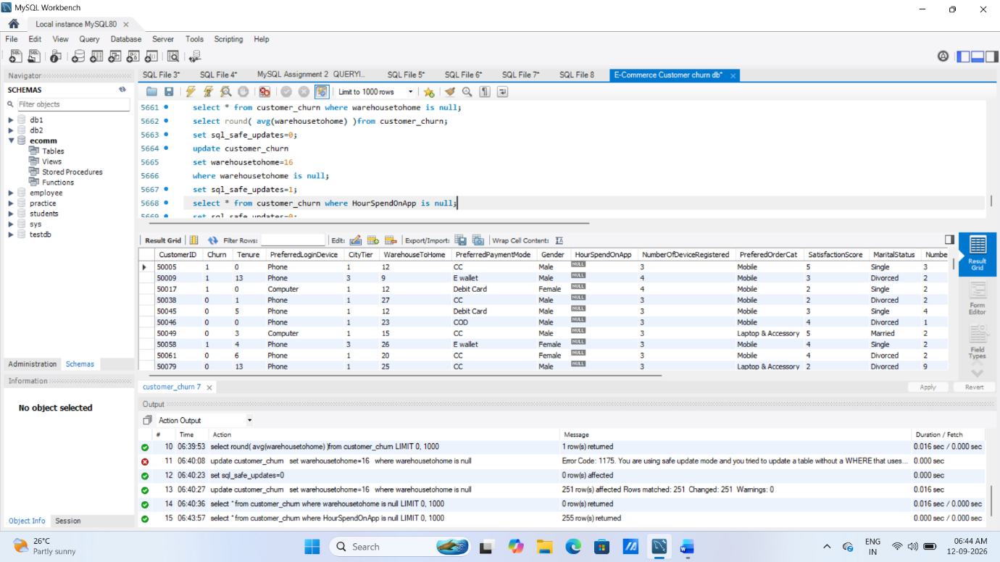 MySQL Workbench
Local instance MySQL80
File Edit View Query Database Server Tools Scripting Help
Navigator
SCHEMAS
Filter objects
db1
db2
ecomm
Tables
Views
Stored Procedures
Functions
employee
practice
students
sys
testdb
Administration Schemas
Information
No object selected
Object Info Session
SQL File 3* SQL File 4* MySQL Assignment 2 QUERYI... SQL File 5* SQL File 6* SQL File 7* SQL File 8 E-Commerce Customer churn db*
Limit to 1000 rows
5661 select * from customer_churn where warehousetohome is null;
5662 select round( avg(warehousetohome) )from customer_churn;
5663 set sql_safe_updates=0;
5664 update customer_churn
5665 set warehousetohome=16
5666 where warehousetohome is null;
5667 set sql_safe_updates=1;
5668 select * from customer_churn where HourSpendOnApp is null;
5669 set sql_safe_updates=0;
Result Grid Filter Rows: Edit: Export/Import: Wrap Cell Content:
CustomerID Churn Tenure PreferredLoginDevice CityTier WarehouseToHome PreferredPaymentMode Gender HourSpendOnApp NumberOfDeviceRegistered PreferedOrderCat SatisfactionScore MaritalStatus Numbe
50005 1 0 Phone 1 12 CC Male NULL 3 Mobile 5 Single 3
50009 1 13 Phone 3 9 E wallet Male NULL 4 Mobile 3 Divorced 2
50017 1 0 Computer 1 12 Debit Card Female NULL 4 Mobile 2 Single 2
50038 0 1 Phone 1 27 CC Male NULL 3 Mobile 2 Divorced 2
50045 0 5 Phone 1 12 Debit Card Male NULL 3 Mobile 3 Single 4
50046 0 0 Phone 1 23 COD Male NULL 3 Mobile 4 Divorced 1
50049 0 3 Computer 1 15 CC Male NULL 3 Laptop & Accessory 5 Married 2
50058 1 4 Phone 3 26 E wallet Female NULL 3 Mobile 4 Single 2
50061 0 6 Phone 1 20 CC Female NULL 3 Mobile 4 Divorced 2
50079 0 13 Phone 1 25 CC Male NULL 3 Laptop & Accessory 2 Divorced 9
Result Grid
Form Editor
Field Types
customer_churn 7
Apply Revert
Output
Action Output
# Time Action Message Duration / Fetch
10 06:39:53 select round( avg(warehousetohome) )from customer_churn LIMIT 0, 1000 1 row(s) returned 0.016 sec / 0.000 sec
11 06:40:08 update customer_churn set warehousetohome=16 where warehousetohome is null Error Code: 1175. You are using safe update mode and you tried to update a table without a WHERE that uses... 0.000 sec
12 06:40:23 set sql_safe_updates=0 0 row(s) affected 0.000 sec
13 06:40:27 update customer_churn set warehousetohome=16 where warehousetohome is null 251 row(s) affected Rows matched: 251 Changed: 251 Warnings: 0 0.016 sec
14 06:40:36 select * from customer_churn where warehousetohome is null LIMIT 0, 1000 0 row(s) returned 0.016 sec / 0.000 sec
15 06:43:57 select * from customer_churn where HourSpendOnApp is null LIMIT 0, 1000 255 row(s) returned 0.000 sec / 0.000 sec
26°C
Partly sunny
Search
ENG
IN
06:44 AM
12-09-2026